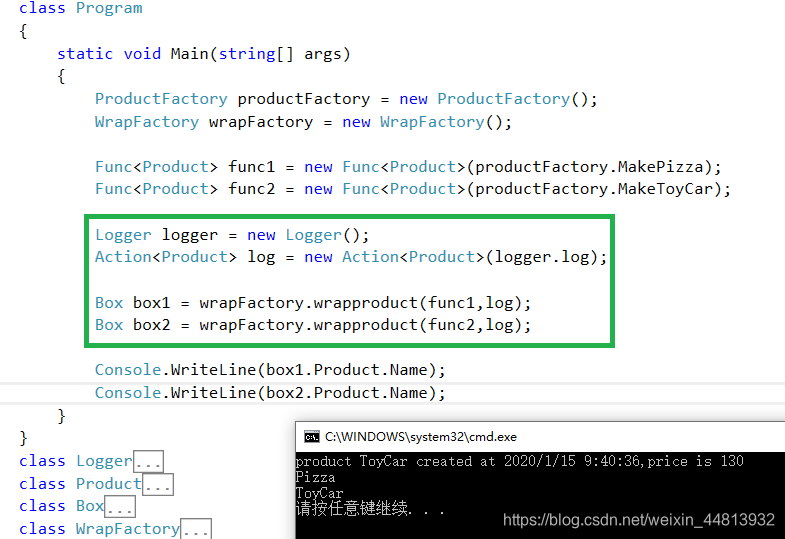 class Program
{
static void Main(string[] args)
{
ProductFactory productFactory = new ProductFactory();
WrapFactory wrapFactory = new WrapFactory();
Func<Product> func1 = new Func<Product>(productFactory.MakePizza);
Func<Product> func2 = new Func<Product>(productFactory.MakeToyCar);
Logger logger = new Logger();
Action<Product> log = new Action<Product>(logger.log);
Box box1 = wrapFactory.wrapproduct(func1,log);
Box box2 = wrapFactory.wrapproduct(func2,log);
Console.WriteLine(box1.Product.Name);
Console.WriteLine(box2.Product.Name);
}
}
class Logger...
class Product...
class Box...
class WrapFactory...
C:\WINDOWS\system32\cmd.exe
product ToyCar created at 2020/1/15 9:40:36,price is 130
Pizza
ToyCar
请按任意键继续. . .
https://blog.csdn.net/weixin_44813932